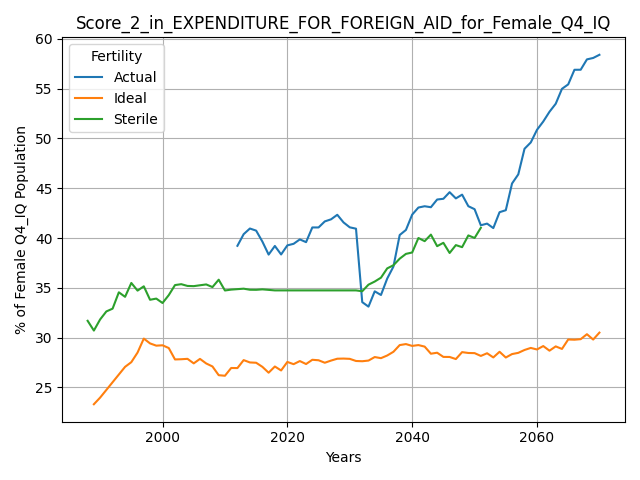 Score_2_in_EXPENDITURE_FOR_FOREIGN_AID_for_Female_Q4_IQ
% of Female Q4_IQ Population
60
55
50
45
40
35
30
25
Fertility
Actual
Ideal
Sterile
2000 2020 2040 2060
Years